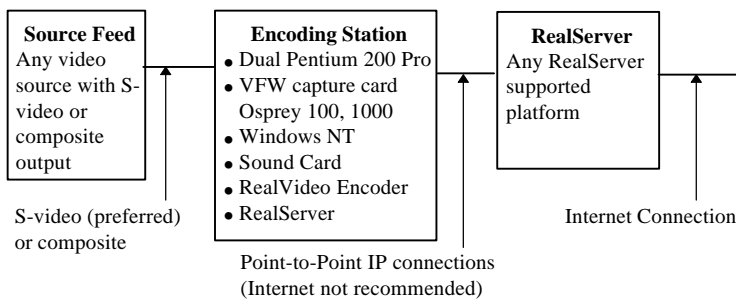 Source Feed
Any video
source with S-
video or
composite
output
Encoding Station
• Dual Pentium 200 Pro
• VFW capture card
Osprey 100, 1000
• Windows NT
• Sound Card
• RealVideo Encoder
• RealServer
RealServer
Any RealServer
supported
platform
S-video (preferred)
or composite
Point-to-Point IP connections
(Internet not recommended)
Internet Connection